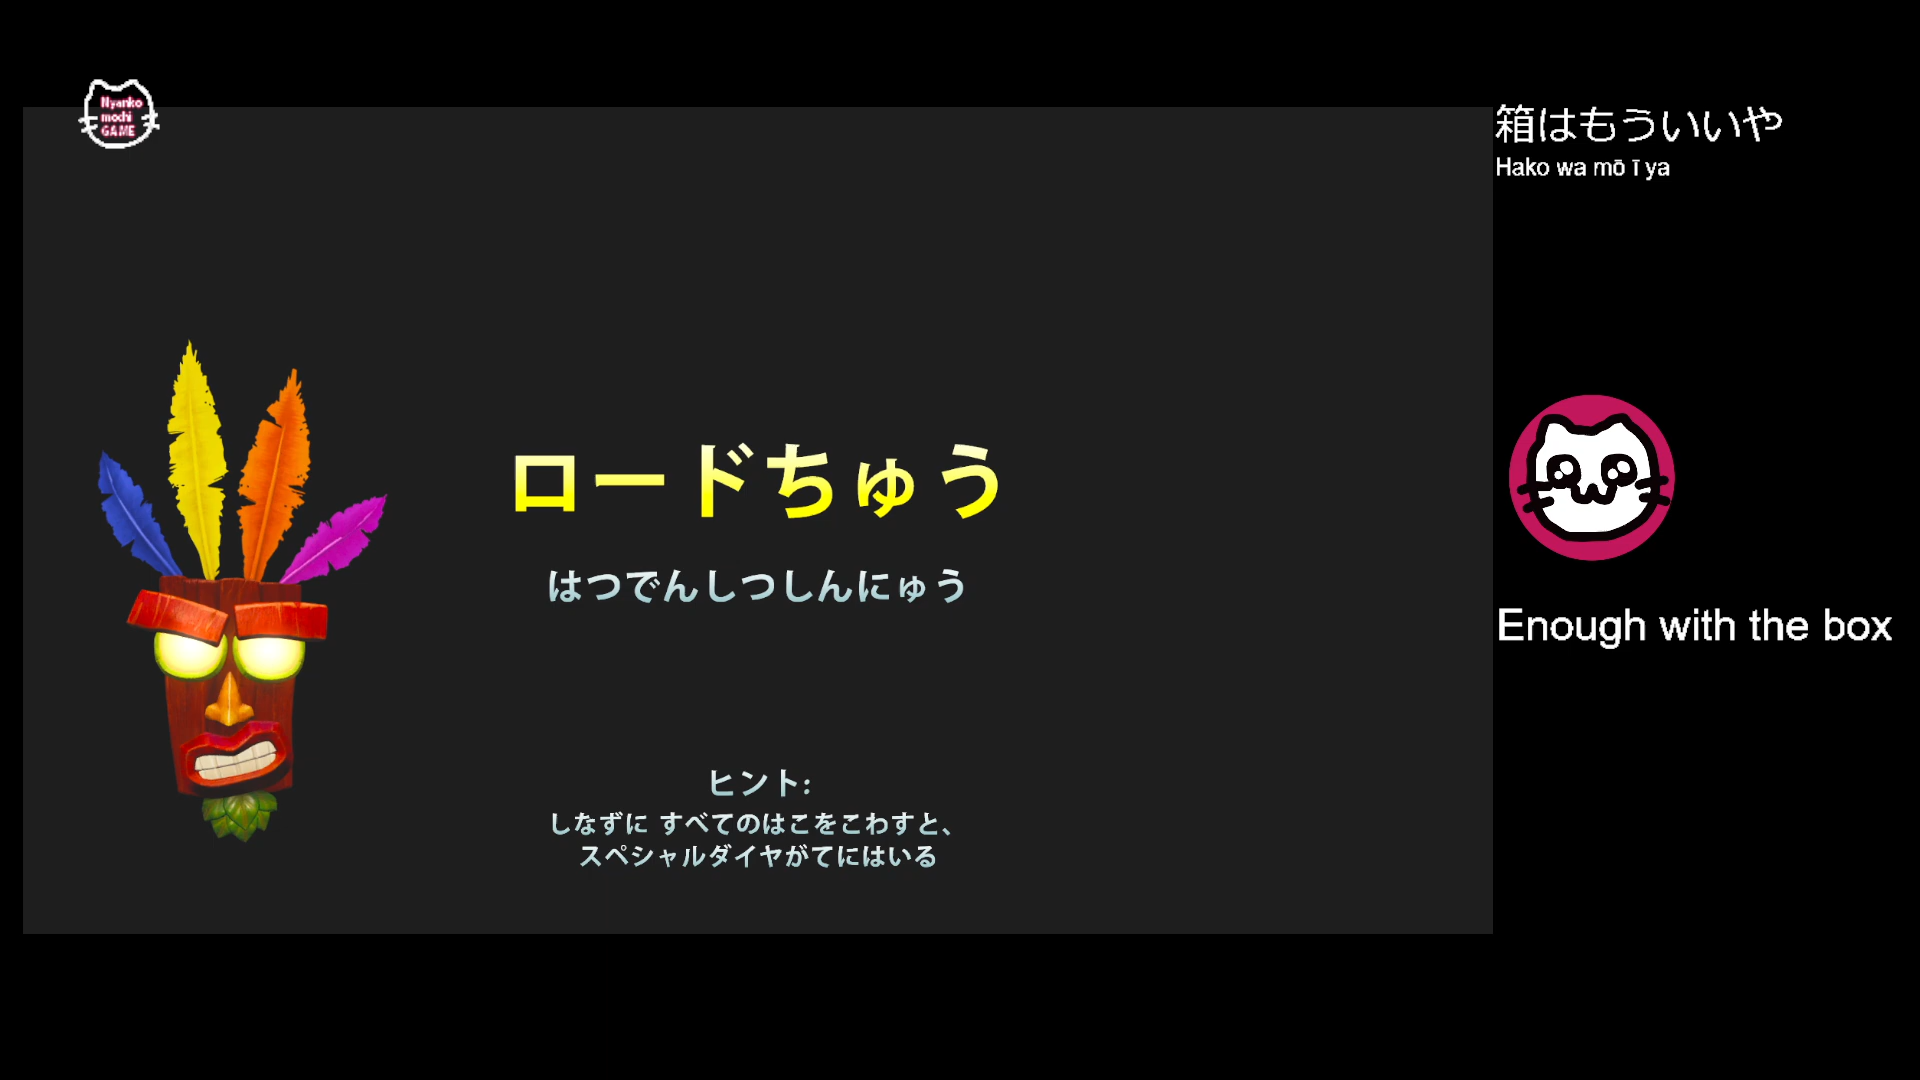 Nyanko
mochi
GAME
箱はもういいや
Hako wa mō ī ya
ロードちゅう
はつでんしつしんにゅう
Enough with the box
ヒント:
しなずに すべてのはこをこわすと、
スペシャルダイヤがてにはいる